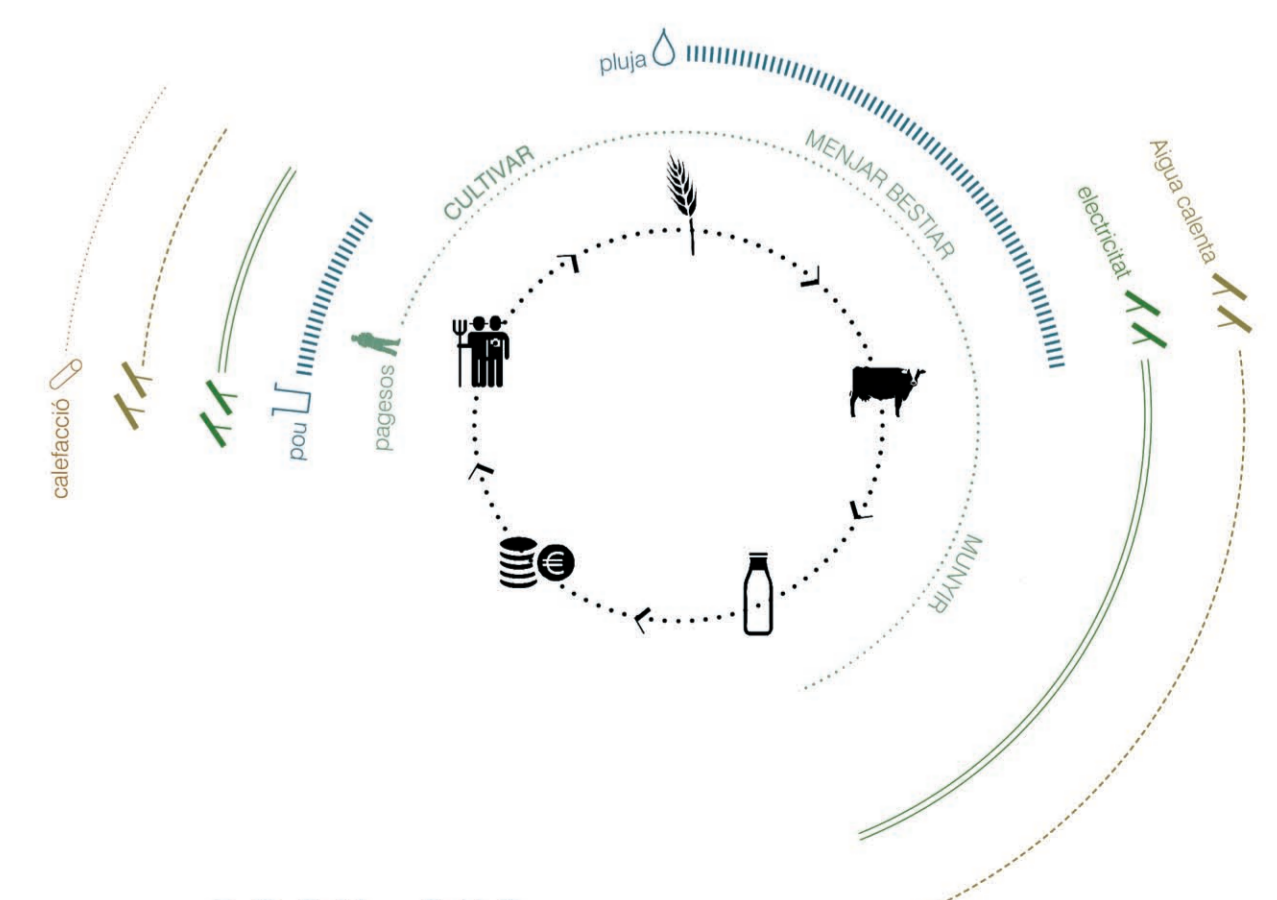 pluja
CULTIVAR
MENJAR BESTIAR
Aigua calenta
electricitat
pagesos
pou
calefacció
€
MUNYIR